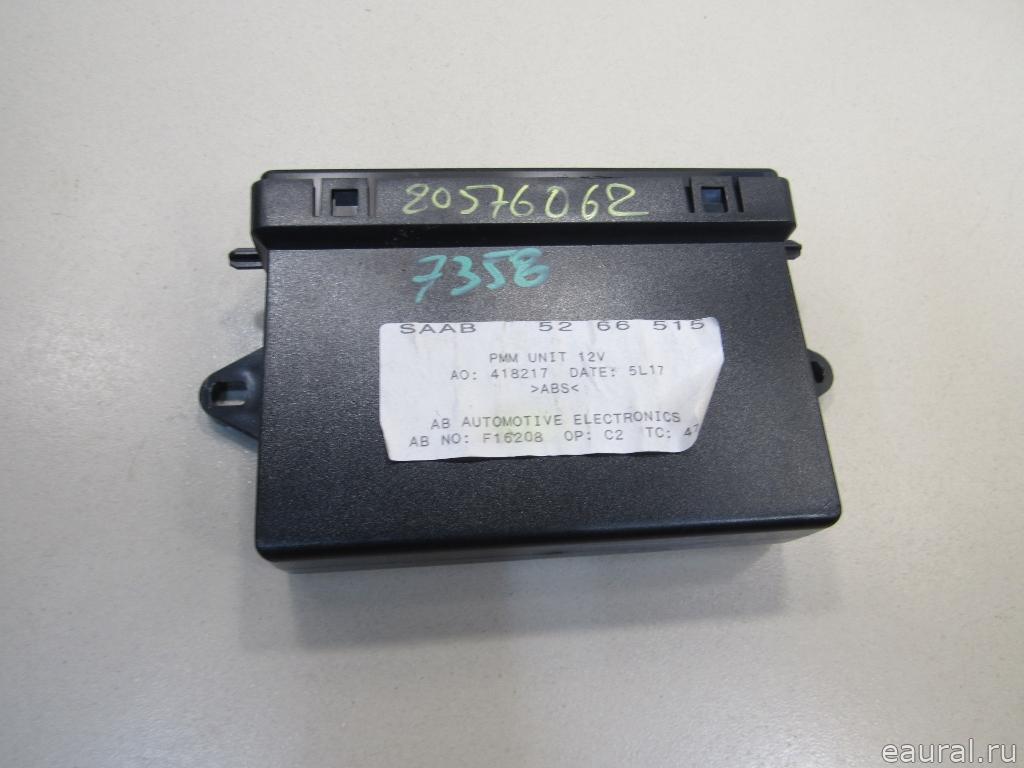 20576062
7358
SAAB 52 66 515
PMM UNIT 12V
AO: 418217 DATE: 5L17
>ABS<
AB AUTOMOTIVE ELECTRONICS
AB NO: F16208 OP: C2 TC: 47
eaural.ru